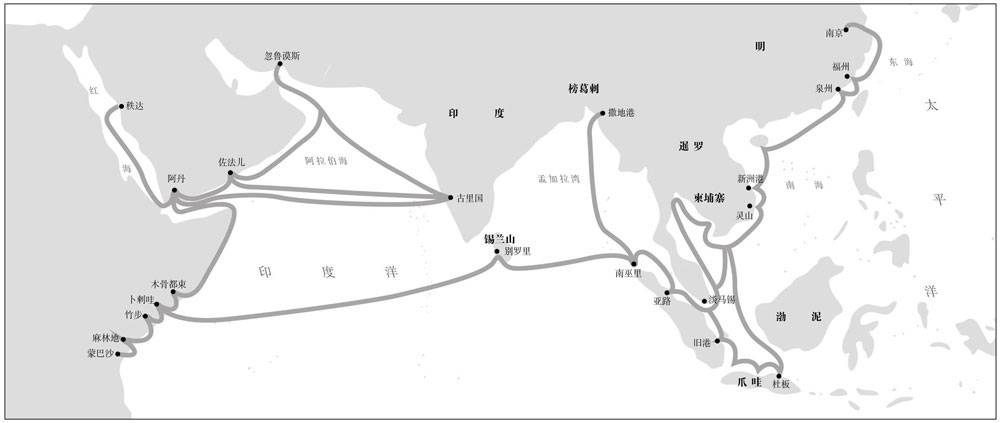 明
南京
东海
忽鲁谟斯
福州
泉州
红
榜葛剌
太
秩达
印度
撒地港
海
暹罗
阿拉伯海
佐法儿
阿丹
孟加拉湾
新洲港
南海
古里国
柬埔寨
平
灵山
锡兰山
别罗里
印度洋
南巫里
木骨都束
洋
卜剌哇
亚路
淡马锡
竹步
渤泥
麻林地
旧港
蒙巴沙
爪哇
杜板